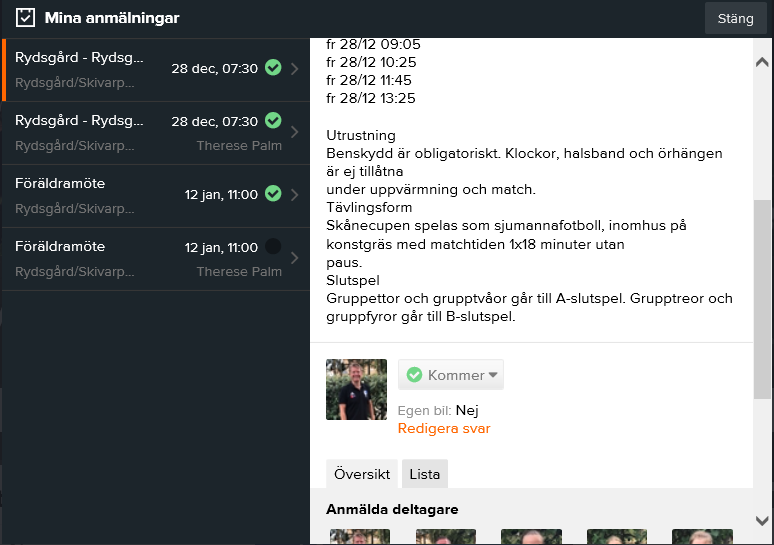 Mina anmälningar
Stäng
Rydsgård - Rydsg...
28 dec, 07:30
Rydsgård/Skivarp...
Rydsgård - Rydsg...
28 dec, 07:30
Rydsgård/Skivarp...
Therese Palm
Föräldramöte
12 jan, 11:00
Rydsgård/Skivarp...
Föräldramöte
12 jan, 11:00
Rydsgård/Skivarp...
Therese Palm
fr 28/12 09:05
fr 28/12 10:25
fr 28/12 11:45
fr 28/12 13:25
Utrustning
Benskydd är obligatoriskt. Klockor, halsband och örhängen
är ej tillåtna
under uppvärmning och match.
Tävlingsform
Skånecupen spelas som sjumannafotboll, inomhus på
konstgräs med matchtiden 1x18 minuter utan
paus.
Slutspel
Gruppettor och grupptvåor går till A-slutspel. Grupptreor och
gruppfyror går till B-slutspel.
Kommer
Egen bil: Nej
Redigera svar
Översikt
Lista
Anmälda deltagare